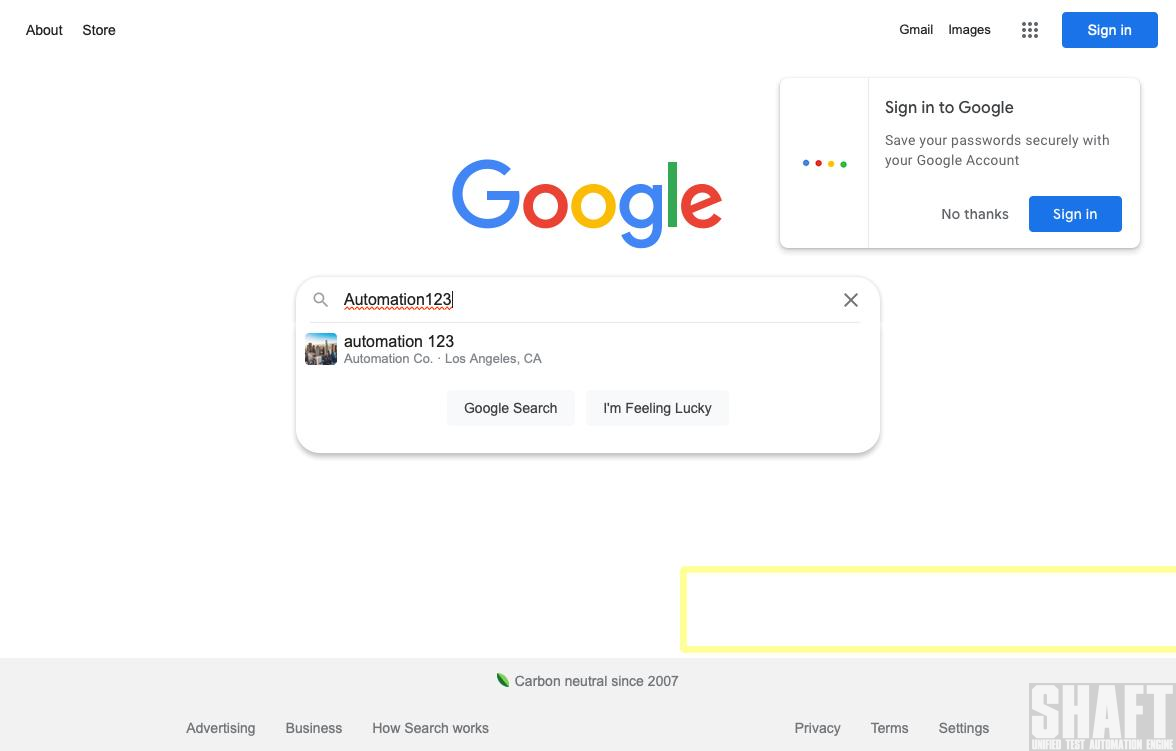 About Store
Gmail Images
Sign in
Sign in to Google
Save your passwords securely with
your Google Account
No thanks
Sign in
Google
Automation123
automation 123
Automation Co. · Los Angeles, CA
Google Search
I'm Feeling Lucky
Carbon neutral since 2007
Advertising Business How Search works
Privacy Terms Settings
SHAFT
UNIFIED TEST AUTOMATION ENGINE